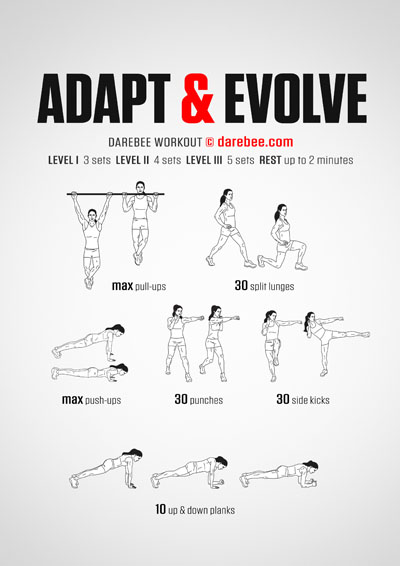 ADAPT & EVOLVE
DAREBEE WORKOUT © darebee.com
LEVEL I 3 sets LEVEL II 4 sets LEVEL III 5 sets REST up to 2 minutes
max pull-ups
30 split lunges
max push-ups
30 punches
30 side kicks
10 up & down planks